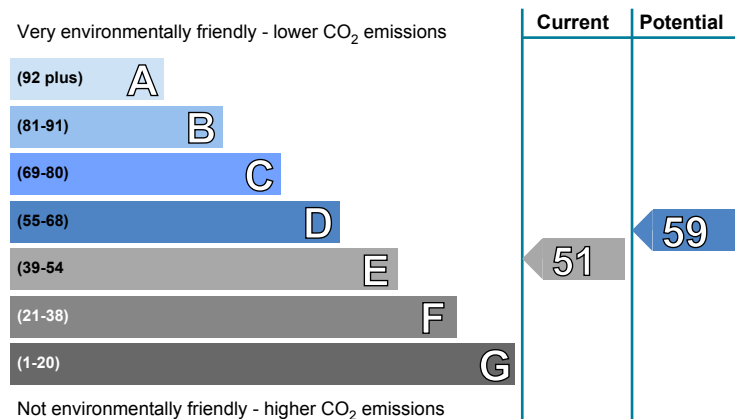 Very environmentally friendly - lower CO₂ emissions
Current
Potential
(92 plus) A
(81-91) B
(69-80) C
(55-68) D
(39-54 E
(21-38) F
(1-20) G
51
59
Not environmentally friendly - higher CO₂ emissions